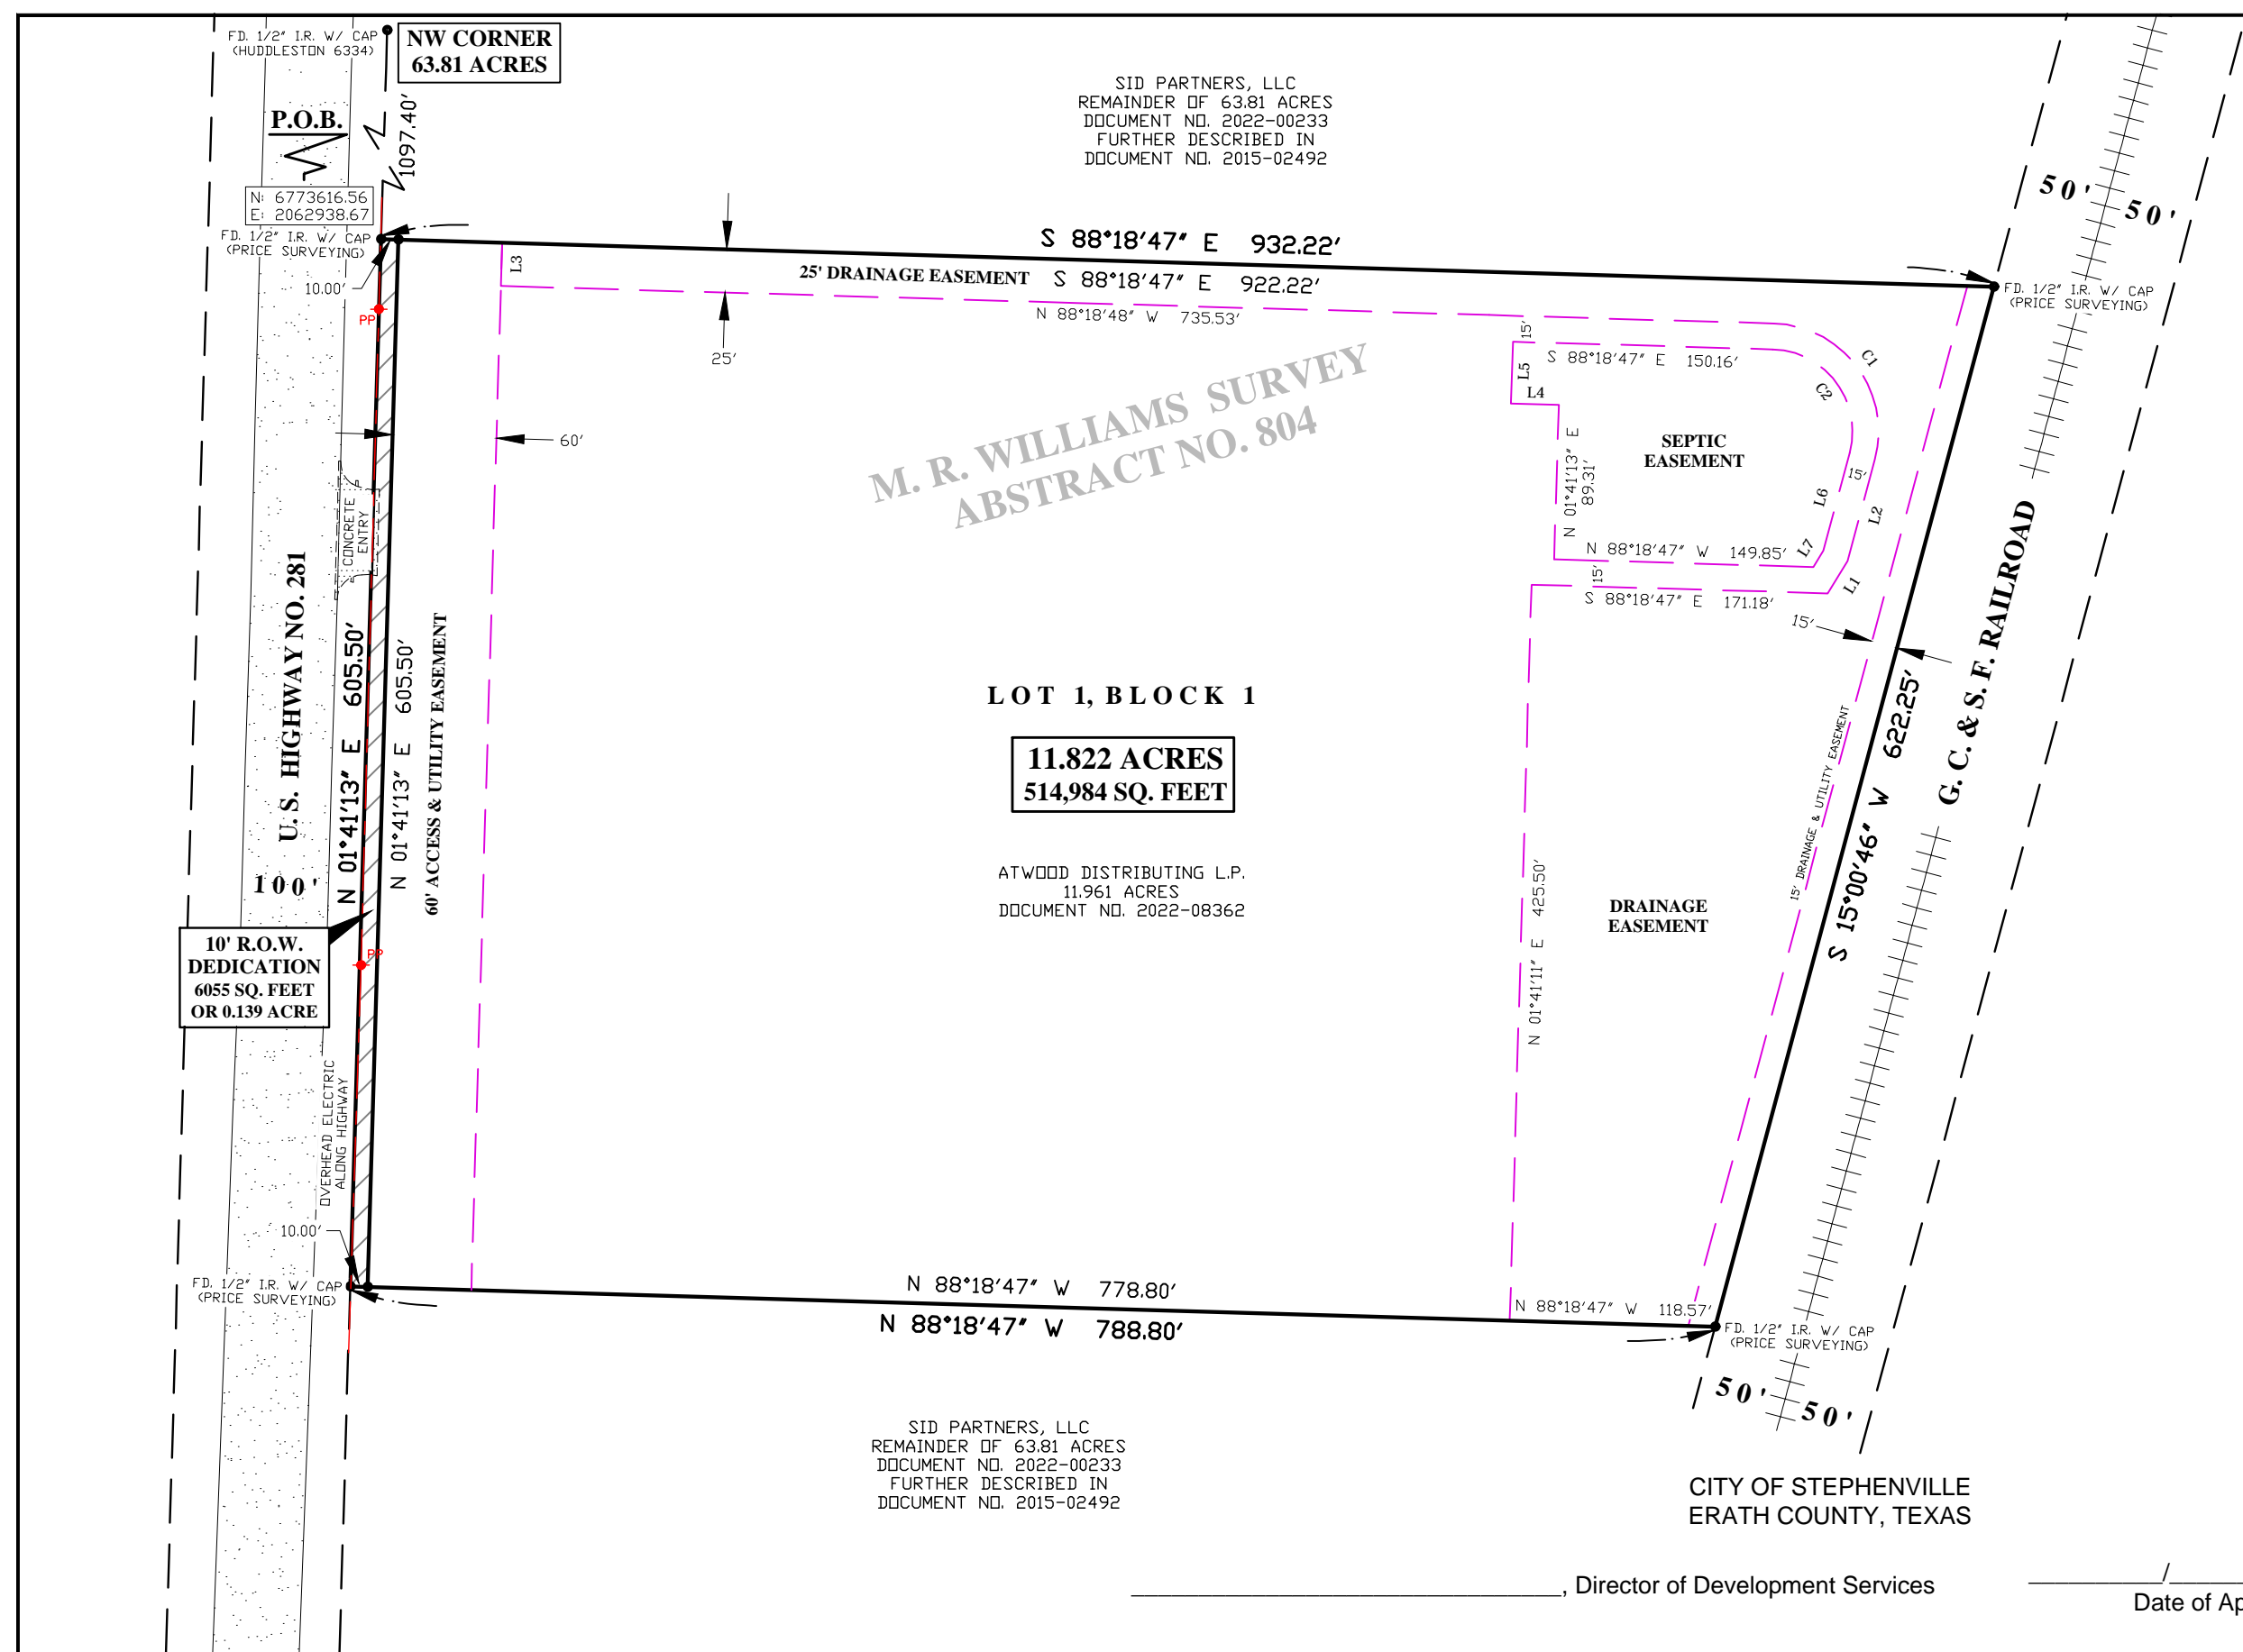 FD. 1/2" I.R. W/ CAP
(HUDDLESTON 6334)
NW CORNER
63.81 ACRES
P.O.B.
1097.40'
N: 6773616.56
E: 2062938.67
FD. 1/2" I.R. W/ CAP
(PRICE SURVEYING)
10.00'
PP
SID PARTNERS, LLC
REMAINDER OF 63.81 ACRES
DOCUMENT NO. 2022-00233
FURTHER DESCRIBED IN
DOCUMENT NO. 2015-02492
50'
50'
S 88°18'47" E 932.22'
L3
25' DRAINAGE EASEMENT S 88°18'47" E 922.22'
N 88°18'48" W 735.53'
25'
FD. 1/2" I.R. W/ CAP
(PRICE SURVEYING)
15'
S 88°18'47" E 150.16'
C1
C2
L5
L4
M. R. WILLIAMS SURVEY
ABSTRACT NO. 804
60'
SEPTIC
EASEMENT
N 01°41'13" E
89.31'
15'
L6
L2
N 88°18'47" W 149.85'
L7
L1
15'
S 88°18'47" E 171.18'
15'
CONCRETE
ENTRY
U.S. HIGHWAY NO. 281
100'
N 01°41'13" E 605.50'
N 01°41'13" E 605.50'
60' ACCESS & UTILITY EASEMENT
LOT 1, BLOCK 1
11.822 ACRES
514,984 SQ. FEET
ATWOOD DISTRIBUTING L.P.
11.961 ACRES
DOCUMENT NO. 2022-08362
N 01°41'11" E 425.50'
DRAINAGE
EASEMENT
15' DRAINAGE & UTILITY EASEMENT
S 15°00'46" W 622.25'
G. C. & S. F. RAILROAD
10' R.O.W.
DEDICATION
6055 SQ. FEET
OR 0.139 ACRE
PP
OVERHEAD ELECTRIC
ALONG HIGHWAY
10.00'
FD. 1/2" I.R. W/ CAP
(PRICE SURVEYING)
N 88°18'47" W 778.80'
N 88°18'47" W 788.80'
N 88°18'47" W 118.57'
FD. 1/2" I.R. W/ CAP
(PRICE SURVEYING)
50'
50'
SID PARTNERS, LLC
REMAINDER OF 63.81 ACRES
DOCUMENT NO. 2022-00233
FURTHER DESCRIBED IN
DOCUMENT NO. 2015-02492
CITY OF STEPHENVILLE
ERATH COUNTY, TEXAS
________________________________, Director of Development Services
__________/______
Date of Ap